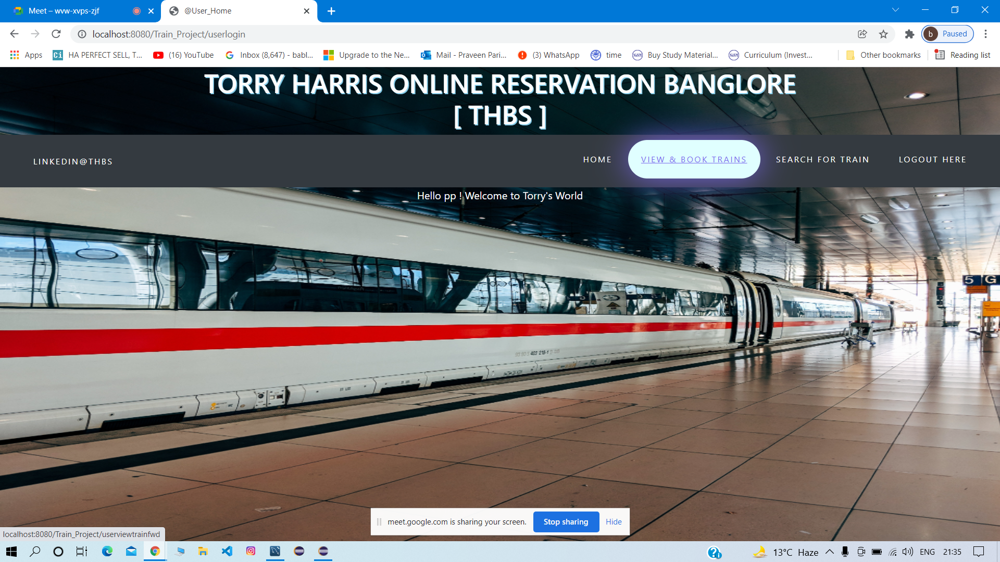 Meet – wvw-xvps-zjf
@User_Home
localhost:8080/Train_Project/userlogin
b Paused
Apps
Ci HA PERFECT SELL, T...
(16) YouTube
Inbox (8,647) - babl...
Upgrade to the Ne...
Mail - Praveen Pari...
(3) WhatsApp
time
Buy Study Material...
Curriculum (Invest...
Other bookmarks
Reading list
TORRY HARRIS ONLINE RESERVATION BANGLORE
[ THBS ]
LINKEDIN@THBS
HOME
VIEW & BOOK TRAINS
SEARCH FOR TRAIN
LOGOUT HERE
Hello pp ! Welcome to Torry's World
5 G
meet.google.com is sharing your screen.
Stop sharing
Hide
localhost:8080/Train_Project/userviewtrainfwd
13°C Haze
ENG
21:35